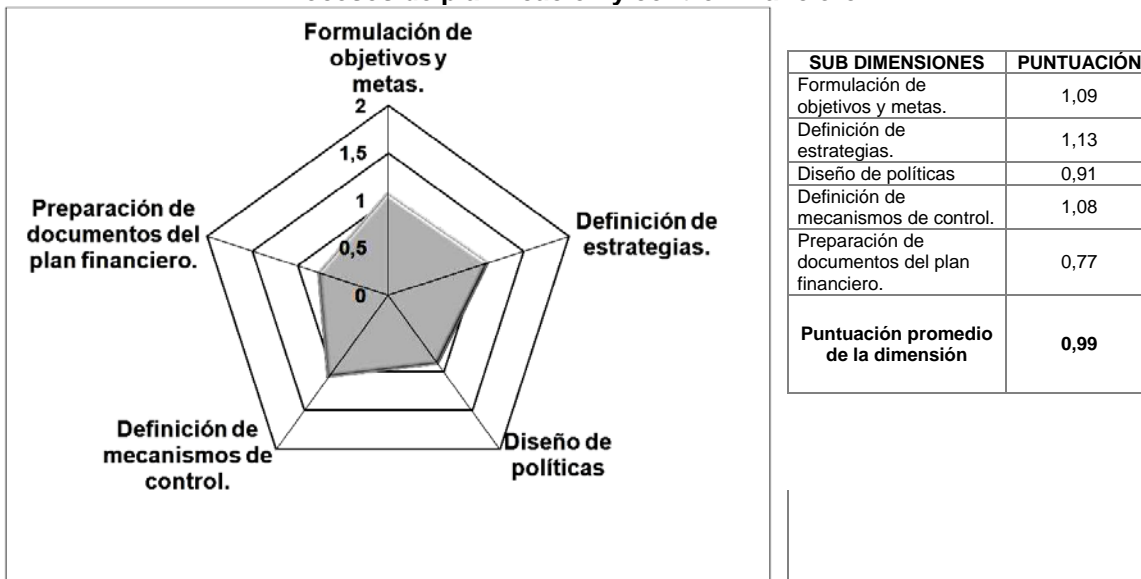 Formulación de
objetivos y
metas.
2
1,5
1
0,5
0
Preparación de
documentos del
plan financiero.
Definición de
estrategias.
Definición de
mecanismos de
control.
Diseño de
políticas
SUB DIMENSIONES PUNTUACIÓN
Formulación de
objetivos y metas. 1,09
Definición de
estrategias. 1,13
Diseño de políticas 0,91
Definición de
mecanismos de control. 1,08
Preparación de
documentos del plan
financiero. 0,77
Puntuación promedio
de la dimensión 0,99